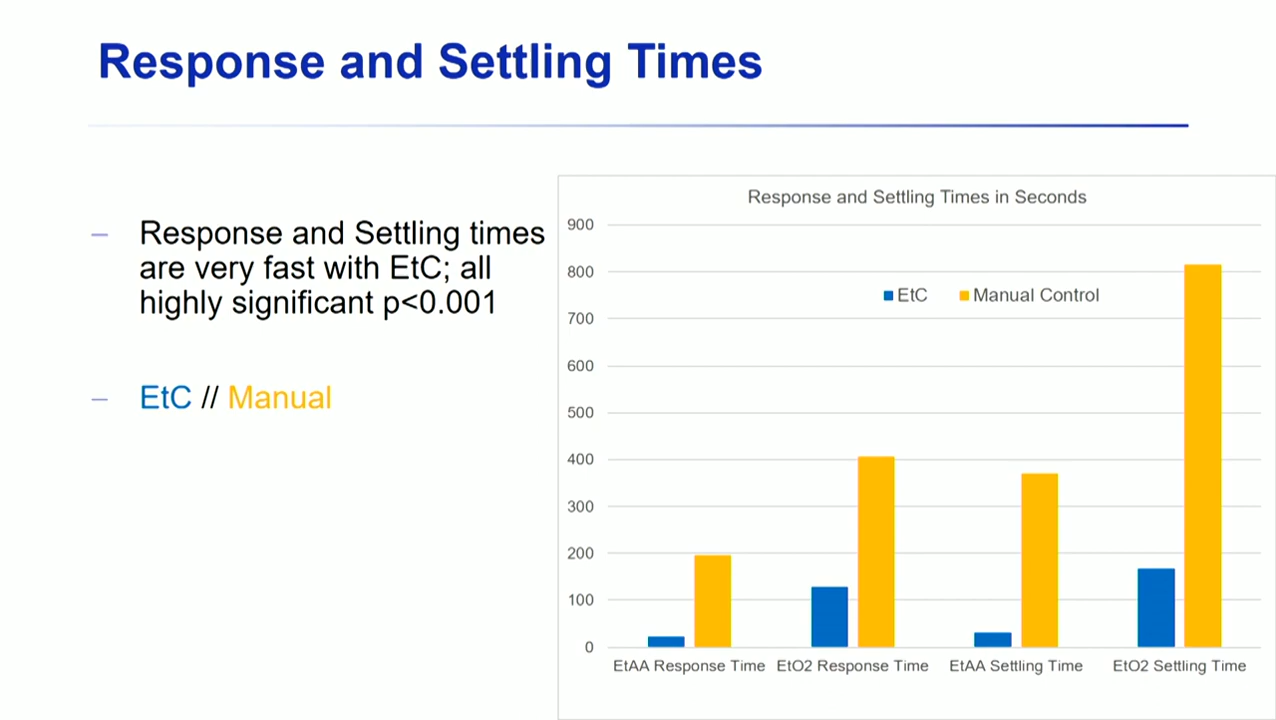 Response and Settling Times
– Response and Settling times
are very fast with EtC; all
highly significant p<0.001
– EtC // Manual
Response and Settling Times in Seconds
900
800
EtC Manual Control
700
600
500
400
300
200
100
0
EtAA Response Time EtO2 Response Time EtAA Settling Time EtO2 Settling Time